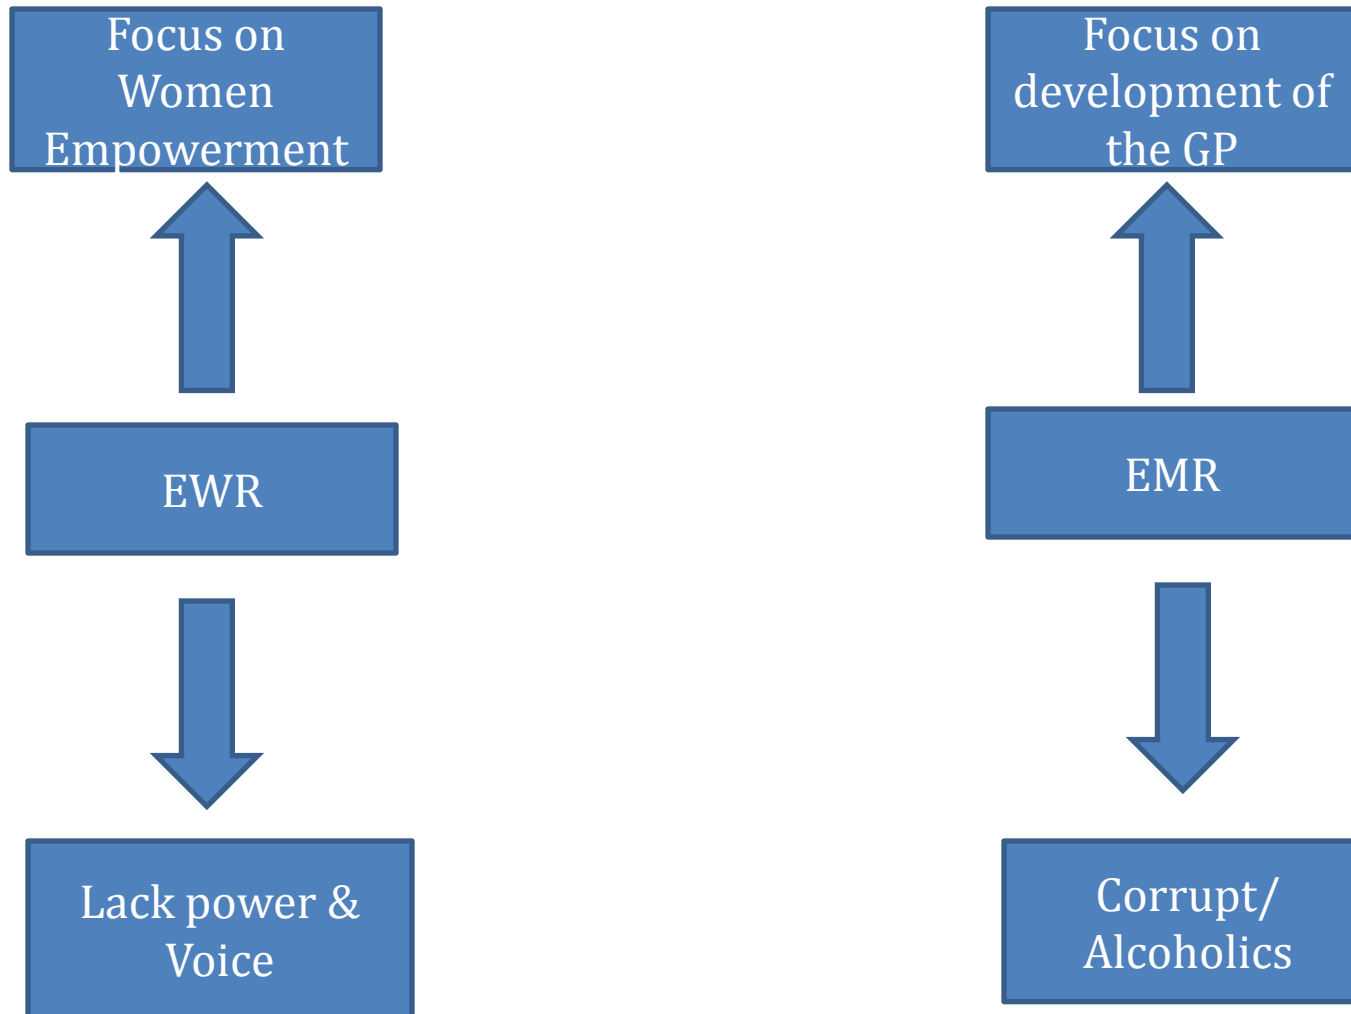 Focus on
Women
Empowerment
Focus on
development of
the GP
EWR
EMR
Lack power &
Voice
Corrupt/
Alcoholics